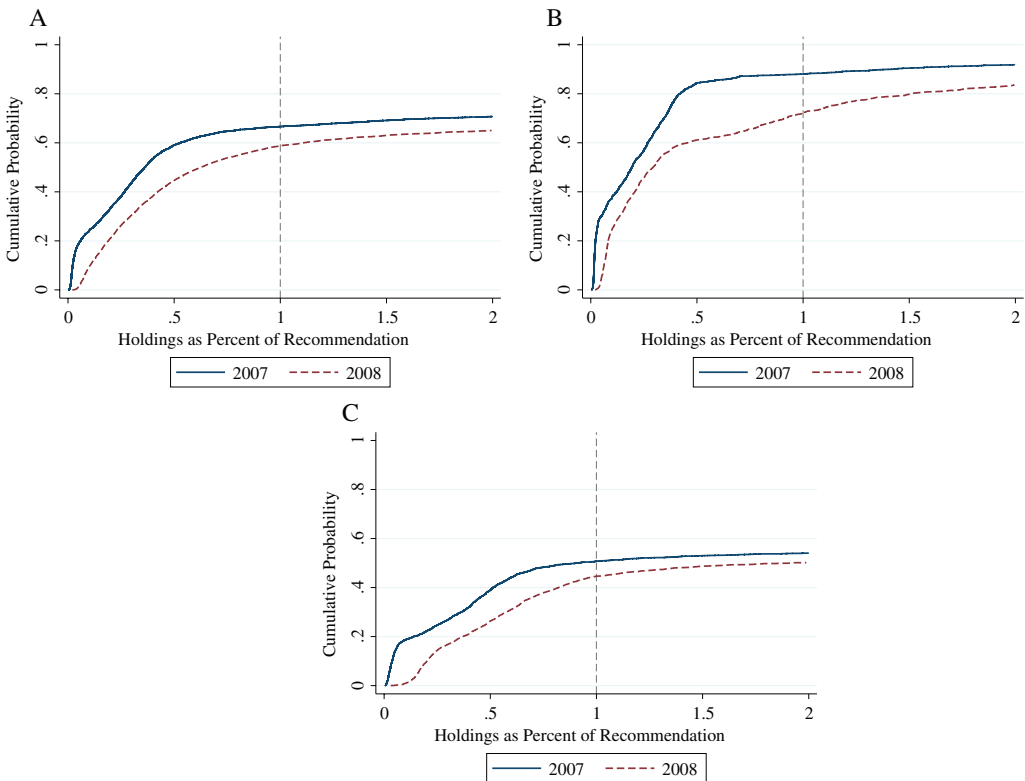 A
Cumulative Probability
1
.8
.6
.4
.2
0
0 .5 1 1.5 2
Holdings as Percent of Recommendation
2007 2008
B
Cumulative Probability
1
.8
.6
.4
.2
0
0 .5 1 1.5 2
Holdings as Percent of Recommendation
2007 2008
C
Cumulative Probability
1
.8
.6
.4
.2
0
0 .5 1 1.5 2
Holdings as Percent of Recommendation
2007 2008